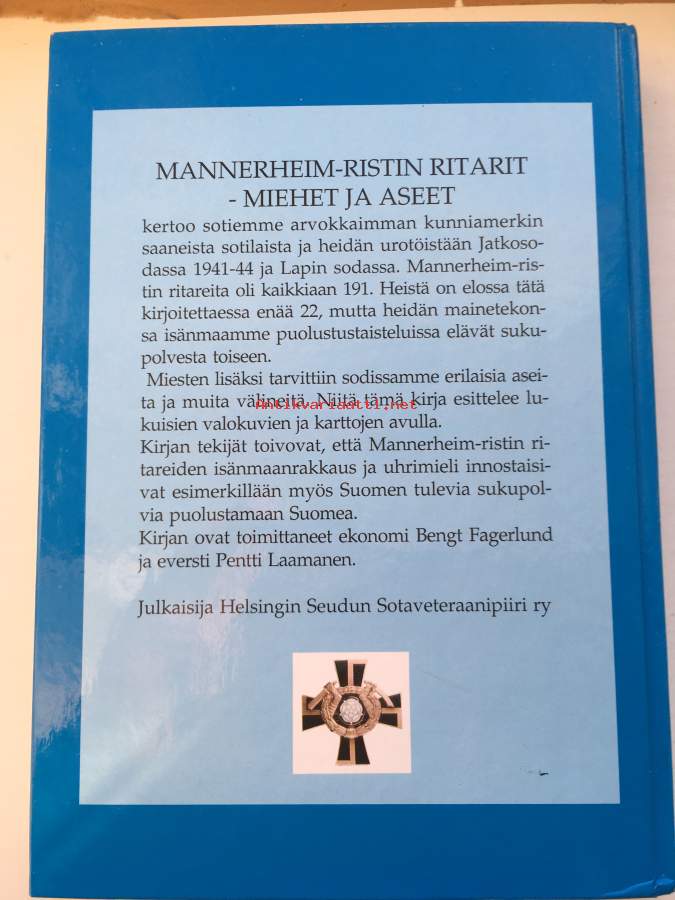 MANNERHEIM-RISTIN RITARIT
- MIEHET JA ASEET
kertoo sotiemme arvokkaimman kunniamerkin
saaneista sotilaista ja heidän urotöistään Jatkoso-
dassa 1941-44 ja Lapin sodassa. Mannerheim-ris-
tin ritareita oli kaikkiaan 191. Heistä on elossa tätä
kirjoitettaessa enää 22, mutta heidän mainetekon-
sa isänmaamme puolustustaisteluissa elävät suku-
polvesta toiseen.
Miesten lisäksi tarvittiin sodissamme erilaisia asei-
ta ja muita välineitä. Niitä tämä kirja esittelee lu-
Antikvariaatti.net
kuisien valokuvien ja karttojen avulla.
Kirjan tekijät toivovat, että Mannerheim-ristin ri-
tareiden isänmaanrakkaus ja uhrimieli innostaisi-
vat esimerkillään myös Suomen tulevia sukupol-
via puolustamaan Suomea.
Kirjan ovat toimittaneet ekonomi Bengt Fagerlund
ja eversti Pentti Laamanen.
Julkaisija Helsingin Seudun Sotaveteraanipiiri ry